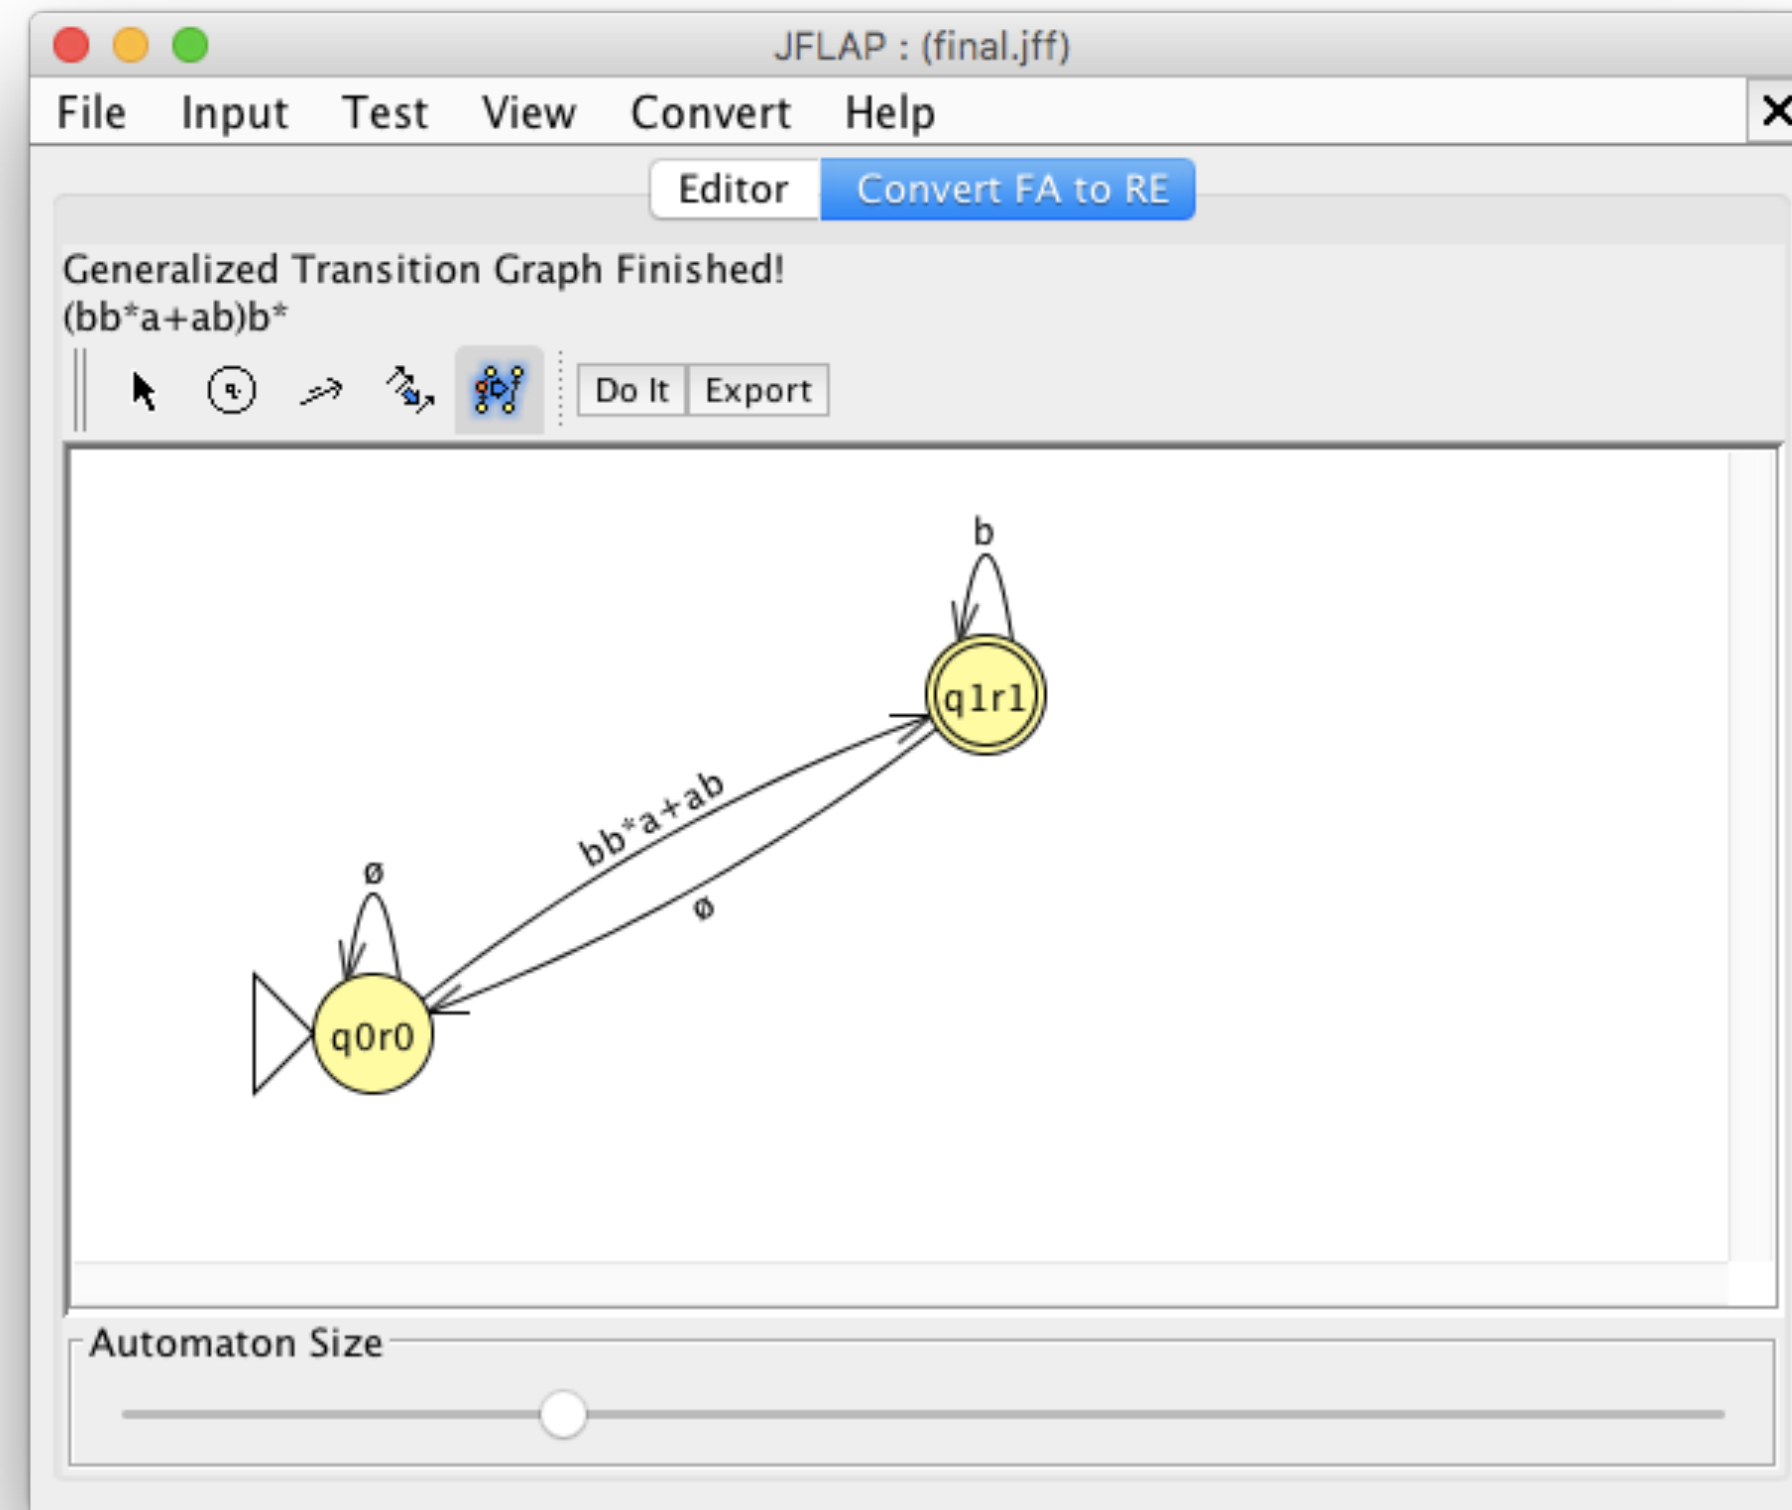 JFLAP : (final.jff)
File Input Test View Convert Help
Editor Convert FA to RE
Generalized Transition Graph Finished!
(bb*a+ab)b*
q Do It Export
b
q1r1
bb*a+ab
ø
ø
q0r0
Automaton Size